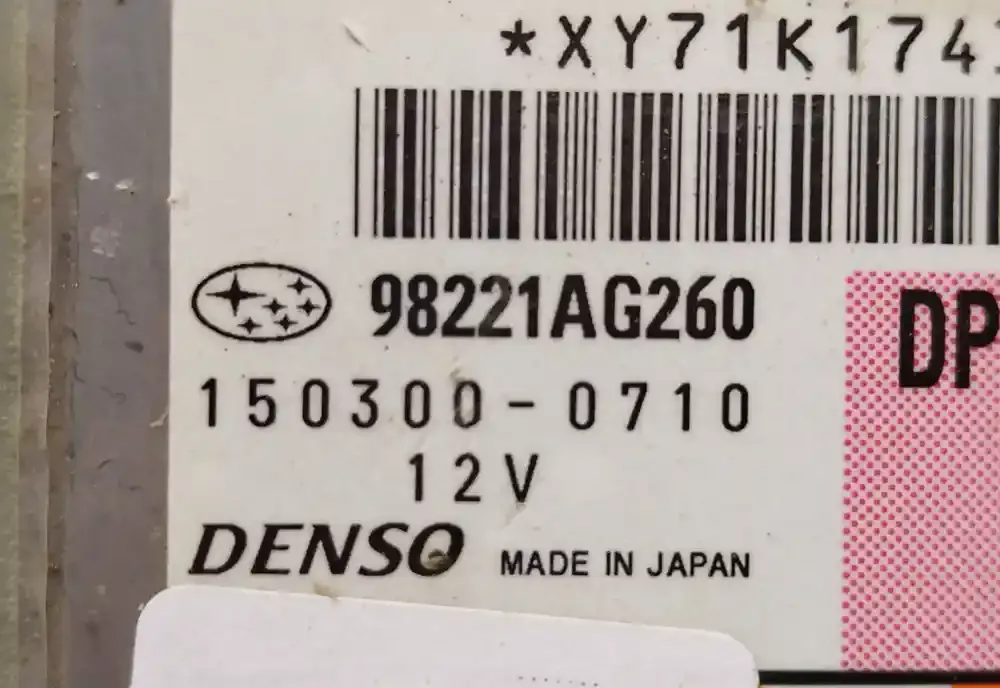 *XY71K174
98221AG260
DP
150300-0710
12V
DENSO MADE IN JAPAN